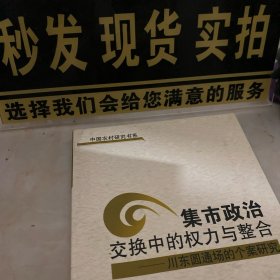 秒发 现货 实拍
选择我们会给您满意的服务
中国农村研究书系
集市政治
交换中的权力与整合
——川东圆通场的个案研究